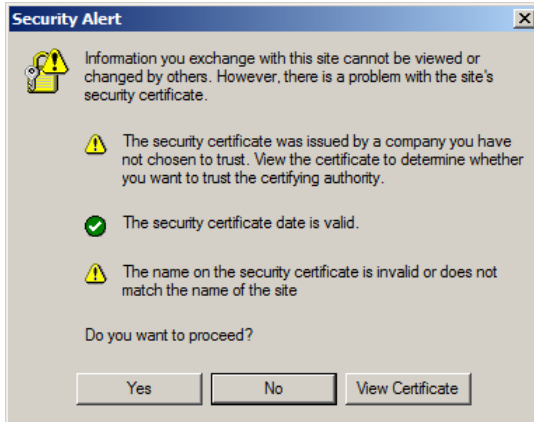 Security Alert
Information you exchange with this site cannot be viewed or
changed by others. However, there is a problem with the site's
security certificate.
The security certificate was issued by a company you have
not chosen to trust. View the certificate to determine whether
you want to trust the certifying authority.
The security certificate date is valid.
The name on the security certificate is invalid or does not
match the name of the site
Do you want to proceed?
Yes No View Certificate